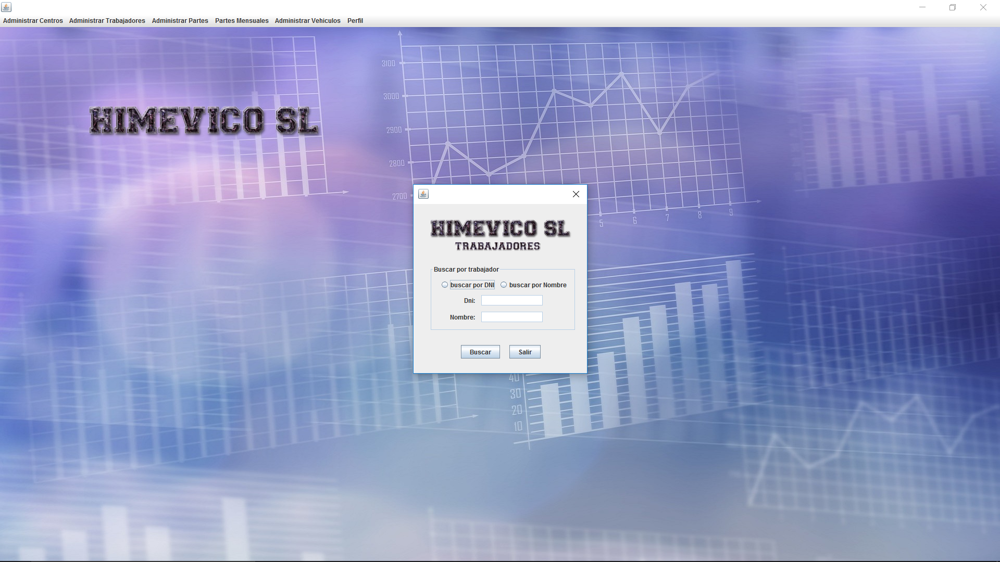 Administrar Centros Administrar Trabajadores Administrar Partes Partes Mensuales Administrar Vehiculos Perfil
HIMEVICO SL
3100
3000
2900
2800
2700
5 6 7 8 9
HIMEVICO SL
TRABAJADORES
Buscar por trabajador
buscar por DNI buscar por Nombre
Dni:
Nombre:
Buscar Salir
40
30
20
10